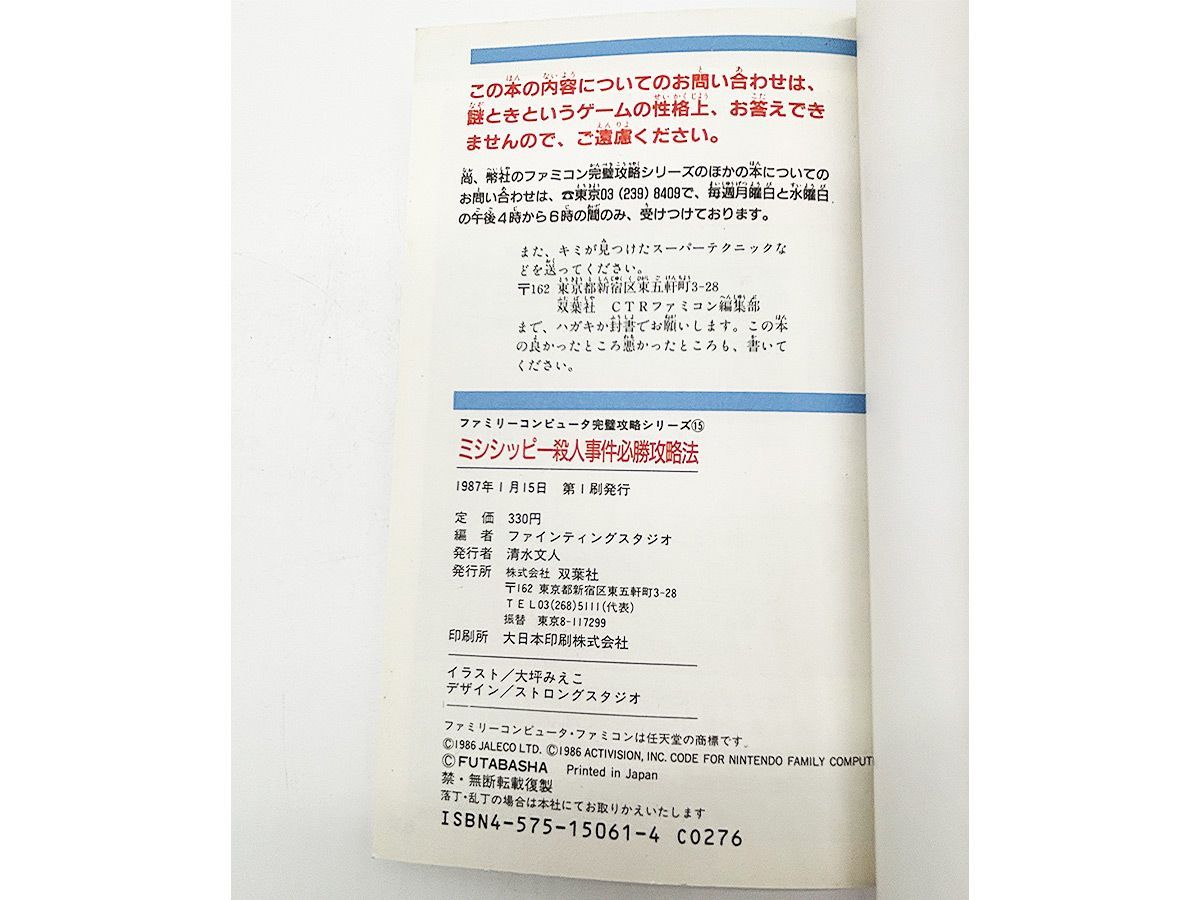 この本の内容についてのお問い合わせは、
謎ときというゲームの性格上、お答えでき
ませんので、ご遠慮ください。
尚、幣社のファミコン完璧攻略シリーズのほかの本についての
お問い合わせは、☎東京03(239)8409で、毎週月曜日と水曜日
の午後4時から6時の間のみ、受けつけております。
また、キミが見つけたスーパーテクニックな
どを送ってください。
〒162 東京都新宿区東五軒町3-28
双葉社 CTRファミコン編集部
まで、ハガキか封書でお願いします。この本
の良かったところ悪かったところも、書いて
ください。
ファミリーコンピュータ完璧攻略シリーズ⑮
ミシシッピー殺人事件必勝攻略法
1987年1月15日 第1刷発行
定 価 330円
編 者 ファインティングスタジオ
発行者 清水文人
発行所 株式会社 双葉社
〒162 東京都新宿区東五軒町3-28
TEL03(268)5111(代表)
振替 東京8-117299
印刷所 大日本印刷株式会社
イラスト/大坪みえこ
デザイン/ストロングスタジオ
ファミリーコンピュータ・ファミコンは任天堂の商標です。
©1986 JALECO LTD. ©1986 ACTIVISION, INC. CODE FOR NINTENDO FAMILY COMPUT
©FUTABASHA Printed in Japan
禁・無断転載複製
落丁・乱丁の場合は本社にてお取りかえいたします
ISBN4-575-15061-4 C0276